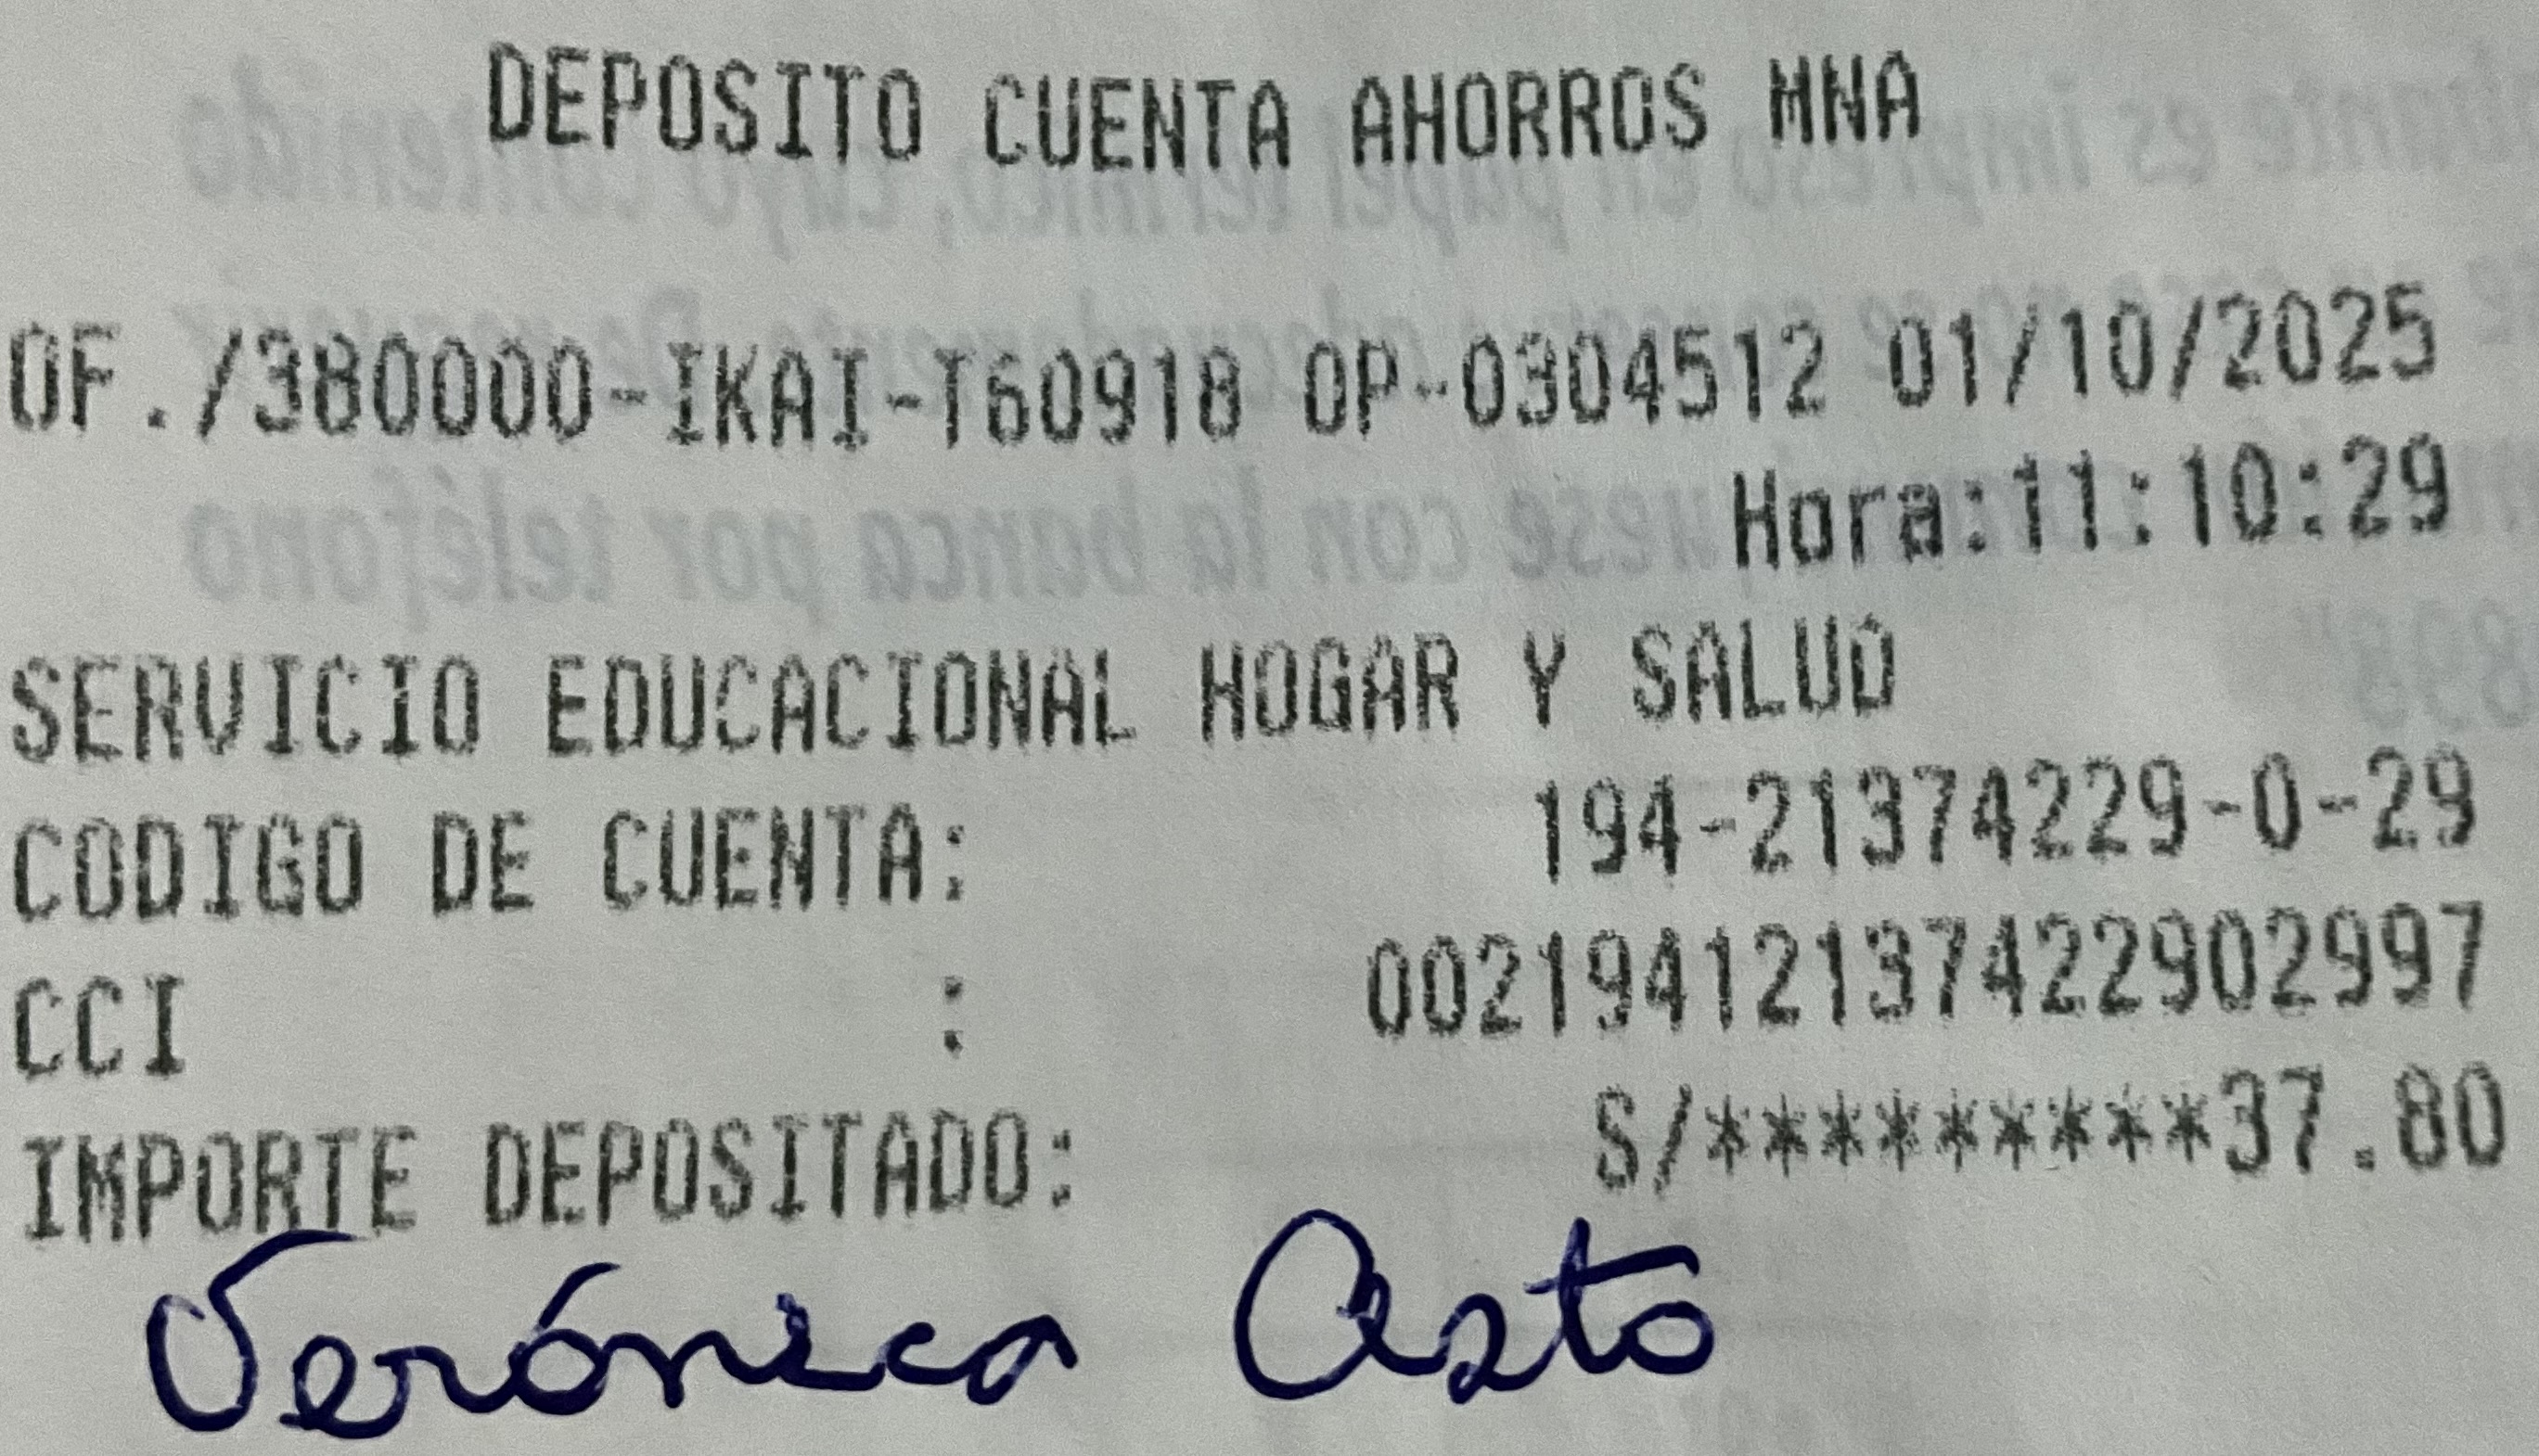 DEPOSITO CUENTA AHORROS MNA
OF./380000-IKAI-T60918 OP-0304512 01/10/2025
Hora:11:10:29
SERVICIO EDUCACIONAL HOGAR Y SALUD
CODIGO DE CUENTA: 194-21374229-0-29
CCI : 00219412137422902997
IMPORTE DEPOSITADO: S/*********37.80
Verónica Asto